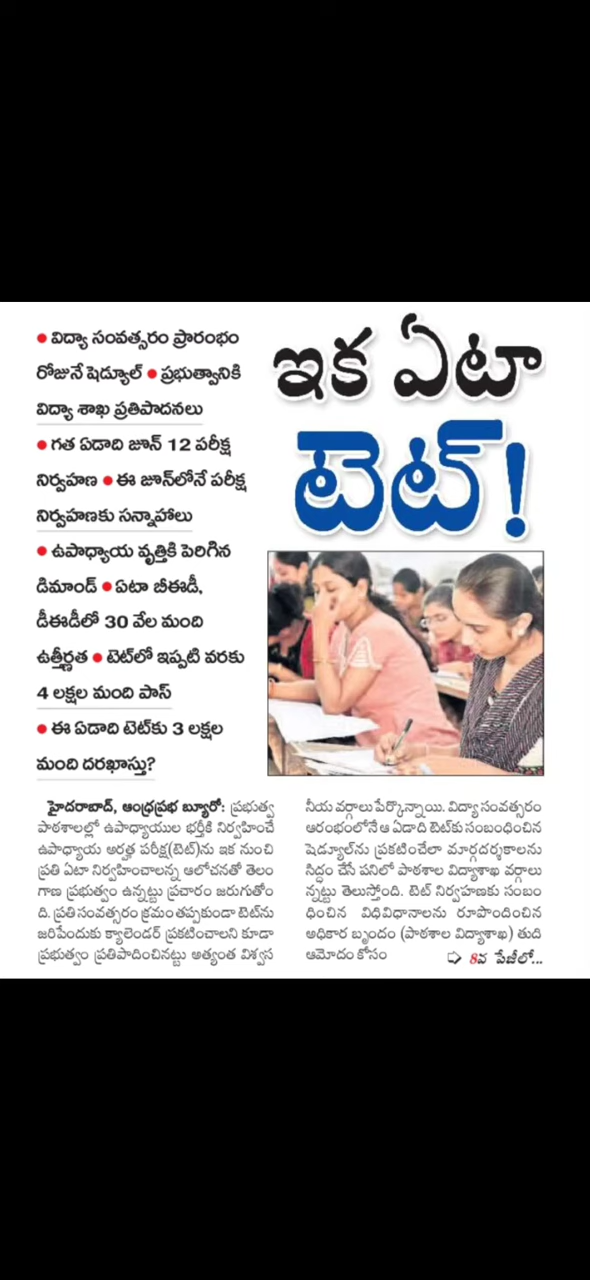 ఇక ఏటా
టెట్!
● విద్యా సంవత్సరం ప్రారంభం
రోజునే షెడ్యూల్ ● ప్రభుత్వానికి
విద్యా శాఖ ప్రతిపాదనలు
● గత ఏడాది జూన్ 12 పరీక్ష
నిర్వహణ ● ఈ జూన్‌లోనే పరీక్ష
నిర్వహణకు సన్నాహాలు
● ఉపాధ్యాయ వృత్తికి పెరిగిన
డిమాండ్ ● ఏటా బీఈడీ,
డీఈడీలో 30 వేల మంది
ఉత్తీర్ణత ● టెట్‌లో ఇప్పటి వరకు
4 లక్షల మంది పాస్
● ఈ ఏడాది టెట్‌కు 3 లక్షల
మంది దరఖాస్తు?
హైదరాబాద్, ఆంధ్రప్రభ బ్యూరో: ప్రభుత్వ
పాఠశాలల్లో ఉపాధ్యాయుల భర్తీకి నిర్వహించే
ఉపాధ్యాయ అర్హత పరీక్ష(టెట్)ను ఇక నుంచి
ప్రతి ఏటా నిర్వహించాలన్న ఆలోచనతో తెలం
గాణ ప్రభుత్వం ఉన్నట్టు ప్రచారం జరుగుతోం
ది. ప్రతి సంవత్సరం క్రమం తప్పకుండా టెట్‌ను
జరిపేందుకు క్యాలెండర్ ప్రకటించాలని కూడా
ప్రభుత్వం ప్రతిపాదించినట్టు అత్యంత విశ్వస
నీయ వర్గాలు పేర్కొన్నాయి. విద్యా సంవత్సరం
ఆరంభంలోనే ఆ ఏడాది టెట్‌కు సంబంధించిన
షెడ్యూల్‌ను ప్రకటించేలా మార్గదర్శకాలను
సిద్ధం చేసే పనిలో పాఠశాల విద్యాశాఖ వర్గాలు
న్నట్టు తెలుస్తోంది. టెట్ నిర్వహణకు సంబం
ధించిన విధివిధానాలను రూపొందించిన
అధికార బృందం (పాఠశాల విద్యాశాఖ) తుది
ఆమోదం కోసం ➪ 8వ పేజీలో...